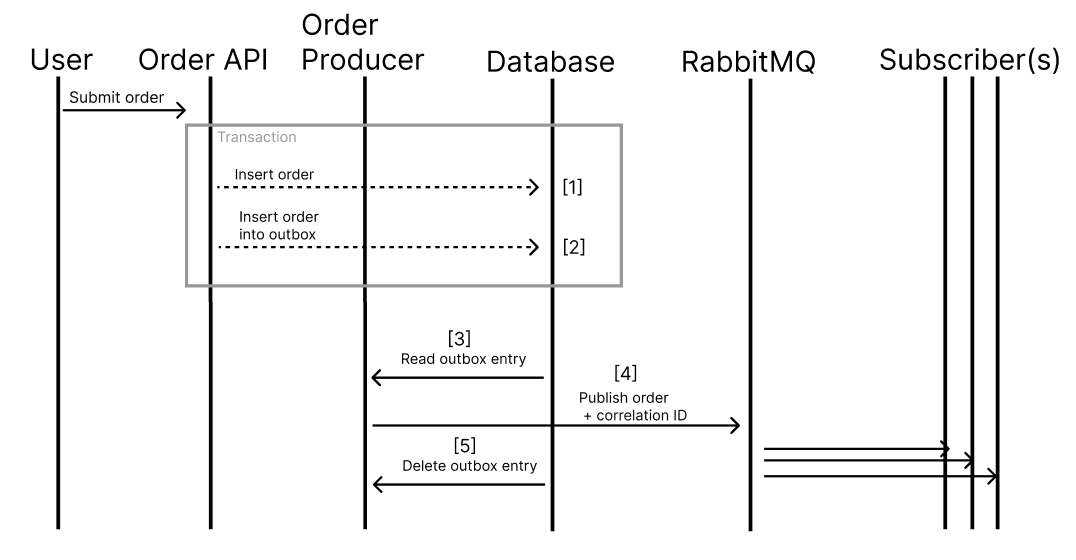 User
Order API
Order
Producer
Database
RabbitMQ
Subscriber(s)
Submit order
Transaction
Insert order
[1]
Insert order
into outbox
[2]
[3]
Read outbox entry
[4]
Publish order
+ correlation ID
[5]
Delete outbox entry